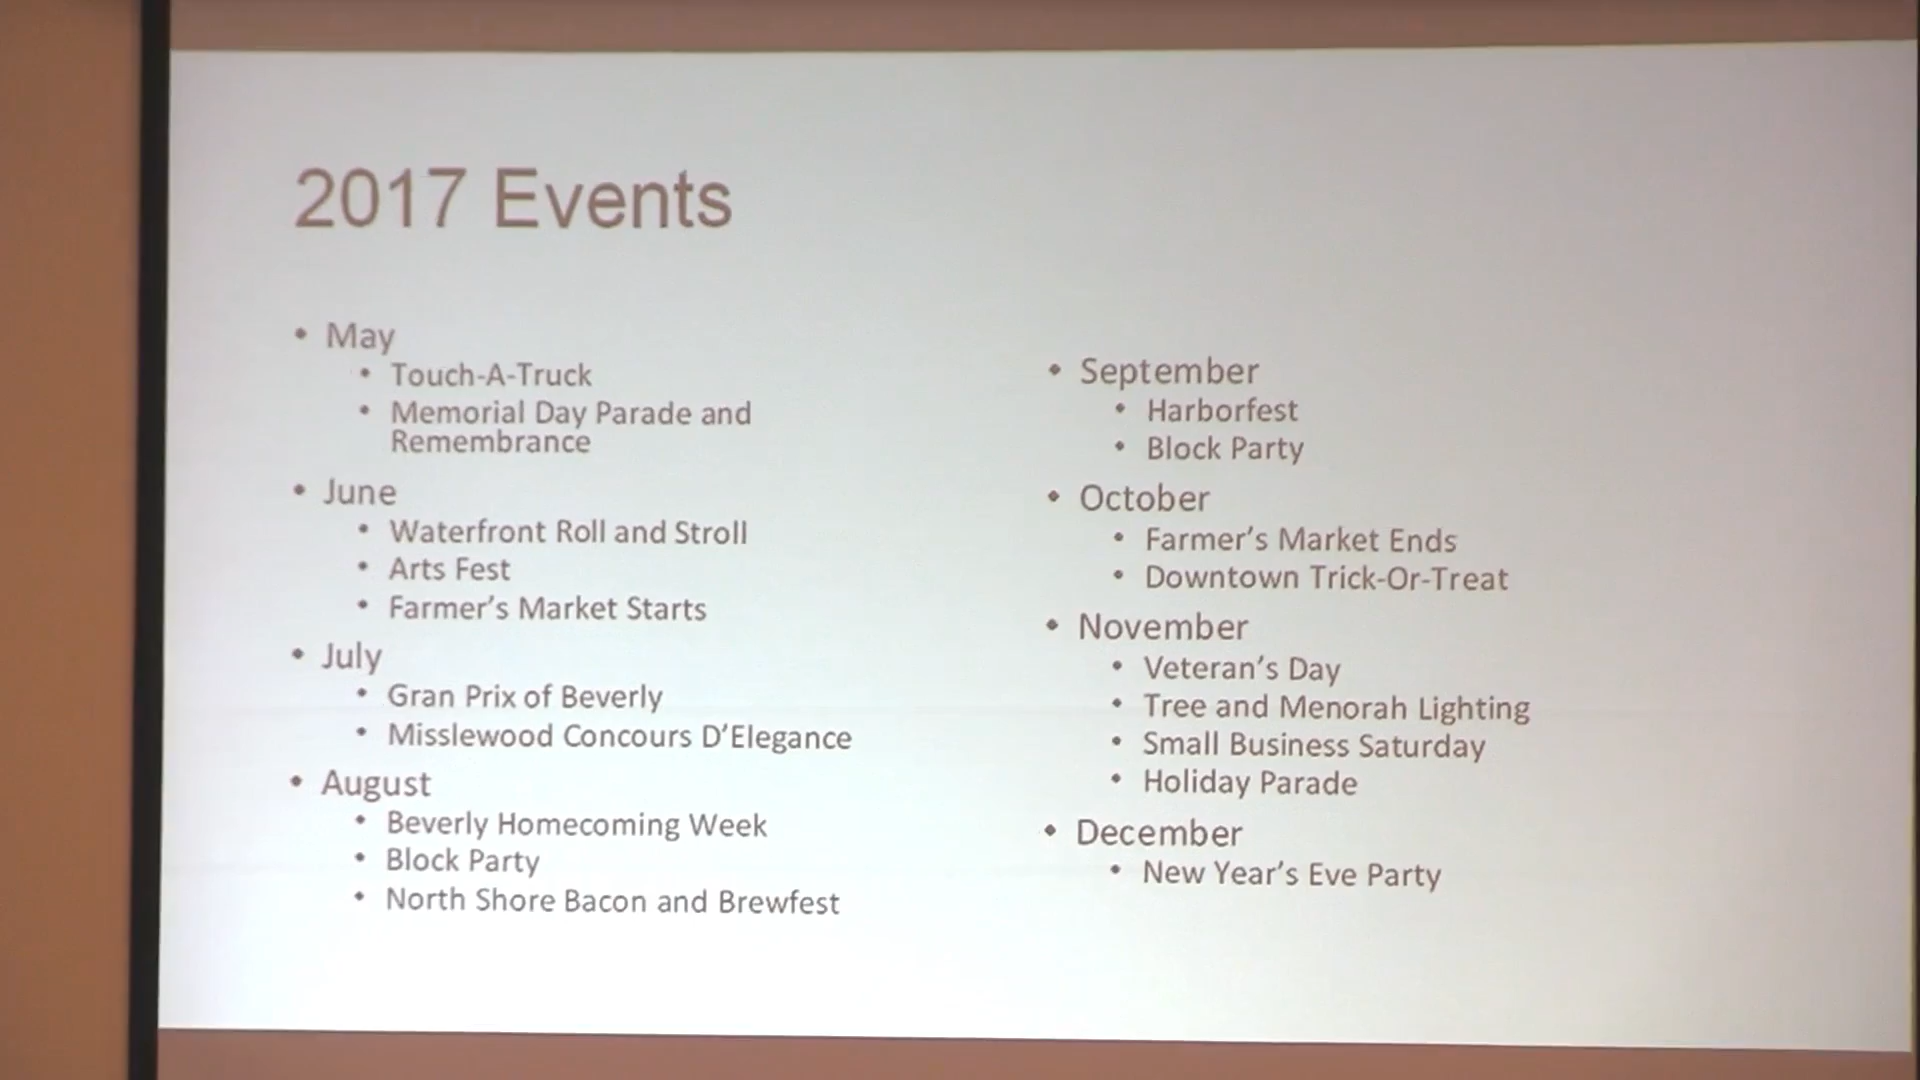 2017 Events
• May
• Touch-A-Truck
• Memorial Day Parade and
Remembrance
• June
• Waterfront Roll and Stroll
• Arts Fest
• Farmer's Market Starts
• July
• Gran Prix of Beverly
• Misslewood Concours D'Elegance
• August
• Beverly Homecoming Week
• Block Party
• North Shore Bacon and Brewfest
• September
• Harborfest
• Block Party
• October
• Farmer's Market Ends
• Downtown Trick-Or-Treat
• November
• Veteran's Day
• Tree and Menorah Lighting
• Small Business Saturday
• Holiday Parade
• December
• New Year's Eve Party